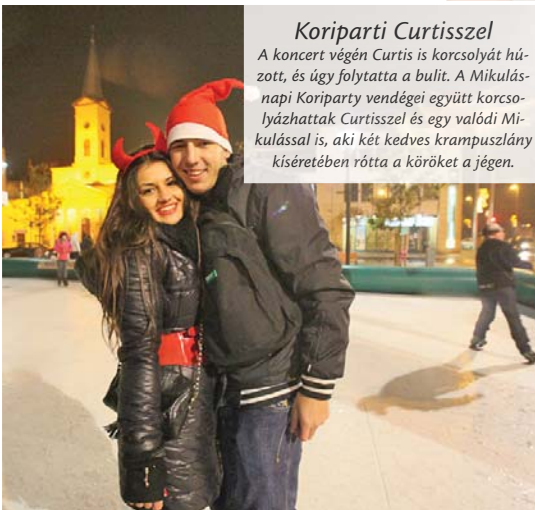 Koriparti Curtisszel
A koncert végén Curtis is korcsolyát hú-
zott, és úgy folytatta a bulit. A Mikulás-
napi Koriparty vendégei együtt korcso-
lyázhattak Curtisszel és egy valódi Mi-
kulással is, aki két kedves krampuszlány
kíséretében rótta a köröket a jégen.